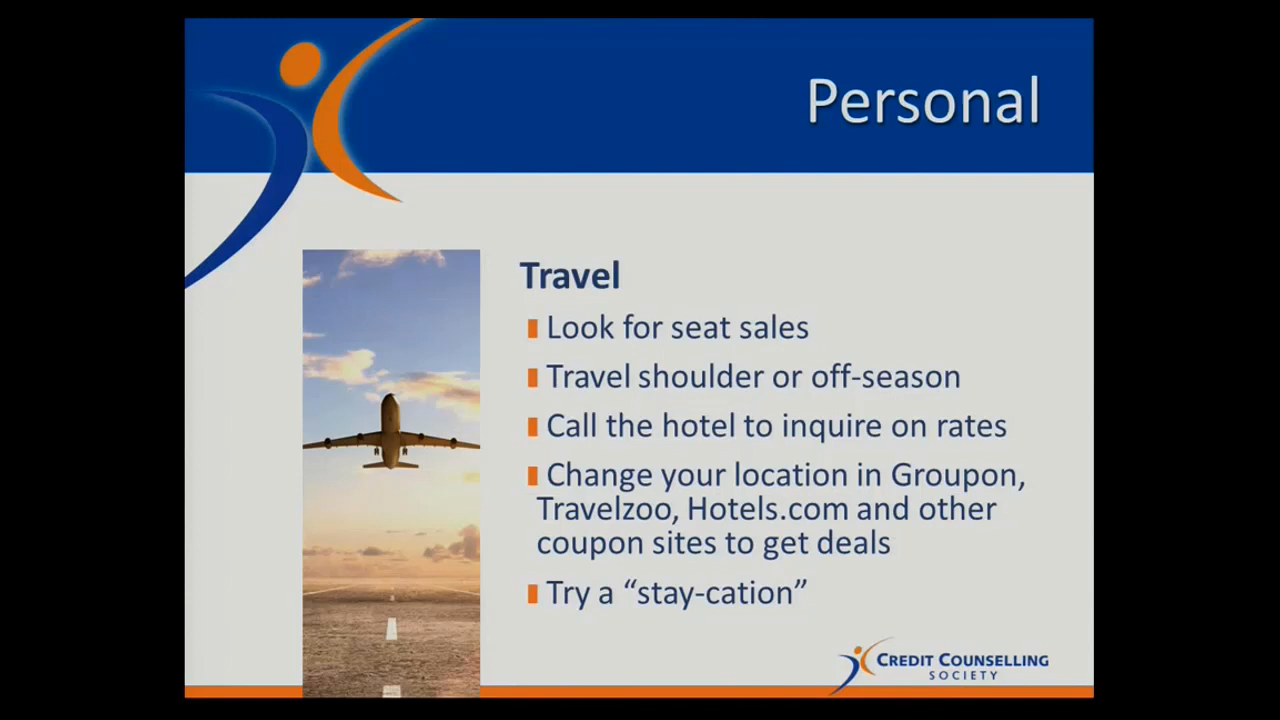 Personal
Travel
Look for seat sales
Travel shoulder or off-season
Call the hotel to inquire on rates
Change your location in Groupon,
Travelzoo, Hotels.com and other
coupon sites to get deals
Try a “stay-cation”
CREDIT COUNSELLING
SOCIETY